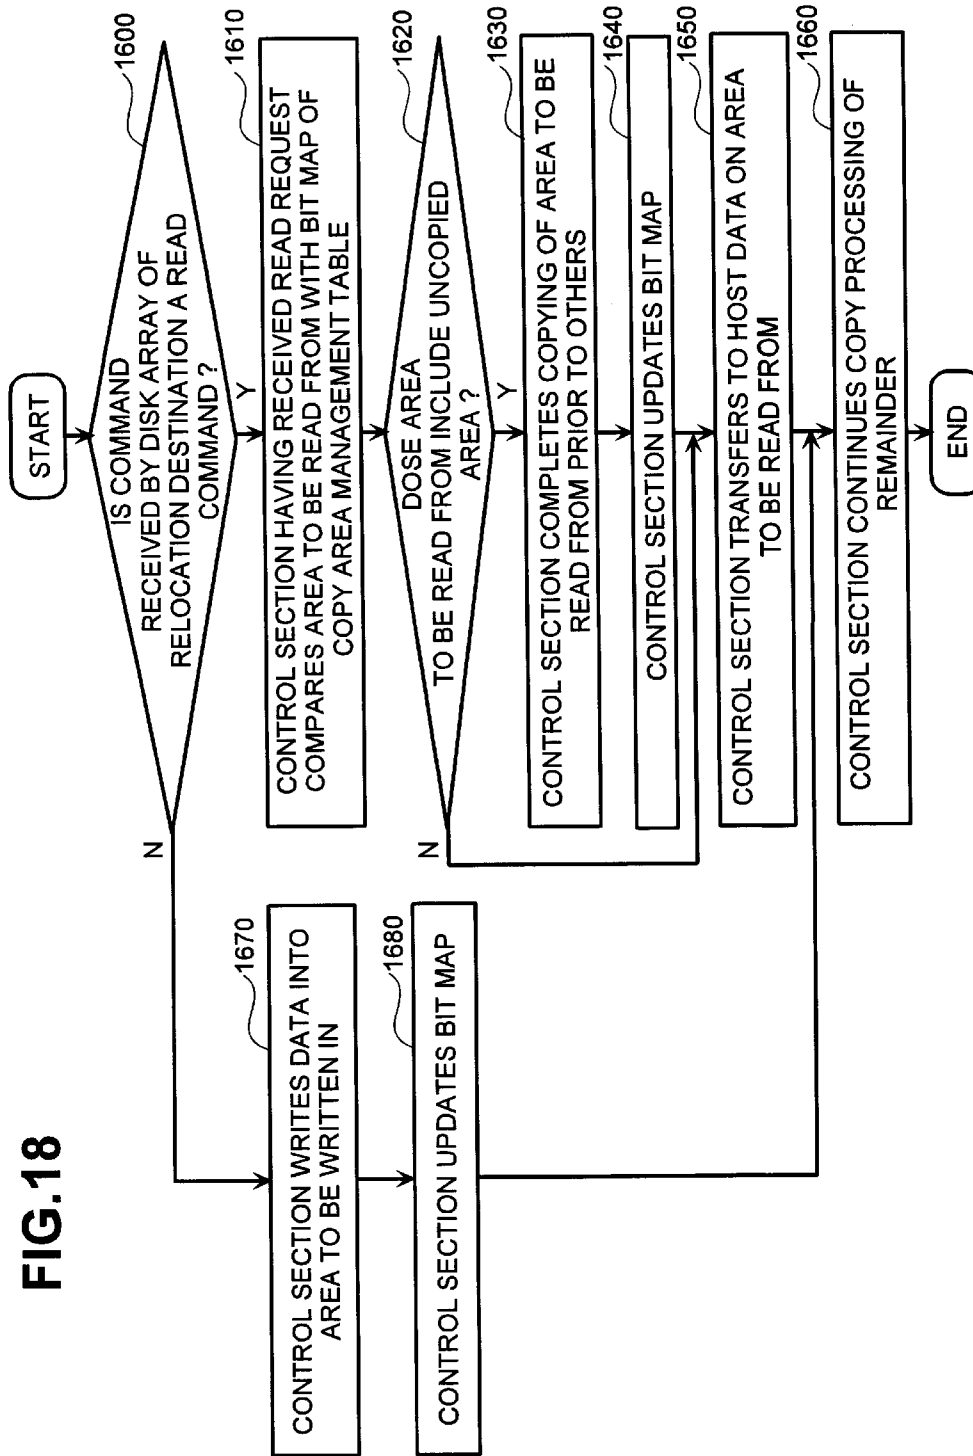 FIG.18
START
1600
IS COMMAND
RECEIVED BY DISK ARRAY OF
RELOCATION DESTINATION A READ
COMMAND ?
N
Y
1610
CONTROL SECTION HAVING RECEIVED READ REQUEST
COMPARES AREA TO BE READ FROM WITH BIT MAP OF
COPY AREA MANAGEMENT TABLE
1620
DOSE AREA
TO BE READ FROM INCLUDE UNCOPIED
AREA ?
N
Y
1630
CONTROL SECTION COMPLETES COPYING OF AREA TO BE
READ FROM PRIOR TO OTHERS
1640
CONTROL SECTION UPDATES BIT MAP
1650
CONTROL SECTION TRANSFERS TO HOST DATA ON AREA
TO BE READ FROM
1660
CONTROL SECTION CONTINUES COPY PROCESSING OF
REMAINDER
END
1670
CONTROL SECTION WRITES DATA INTO
AREA TO BE WRITTEN IN
1680
CONTROL SECTION UPDATES BIT MAP